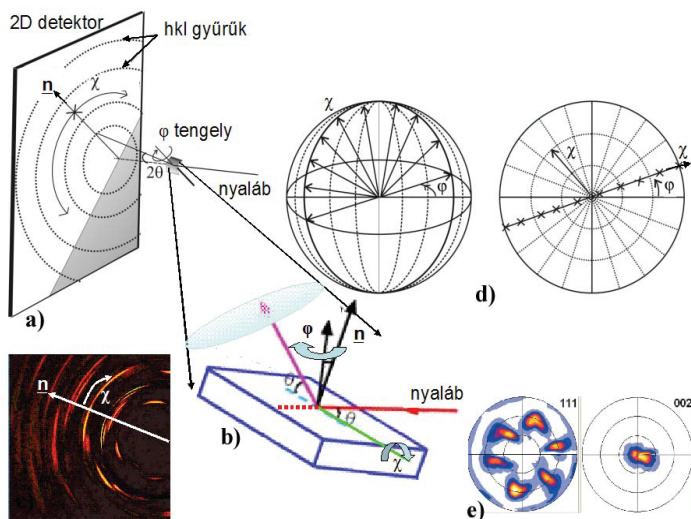 2D detektor
hkl gyűrűk
n
χ
φ tengely
2θ
nyaláb
a)
χ
φ
χ
φ
d)
n
χ
φ
n
θ
θ
nyaláb
χ
b)
111
002
e)